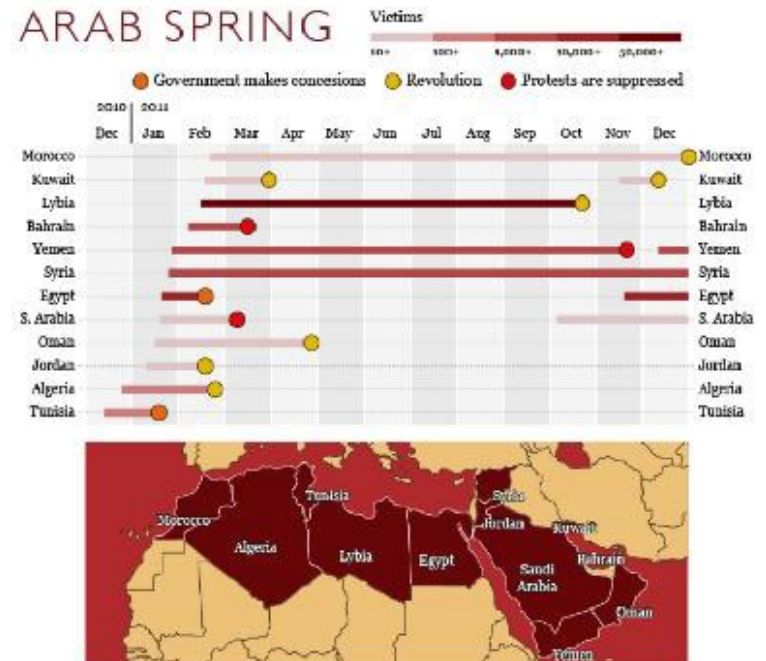 ARAB SPRING
Victims
10+ 100+ 1,000+ 10,000+ 30,000+
Government makes concesions Revolution Protests are suppressed
2010 2011
Dec Jan Feb Mar Apr May Jun Jul Aug Sep Oct Nov Dec
Morocco Morocco
Kuwait Kuwait
Lybia Lybia
Bahrain Bahrain
Yemen Yemen
Syria Syria
Egypt Egypt
S. Arabia S. Arabia
Oman Oman
Jordan Jordan
Algeria Algeria
Tunisia Tunisia
Tunisia Syria
Morocco Jordan Kuwait
Algeria Lybia Egypt Bahrain
Saudi
Arabia
Oman
Yemen